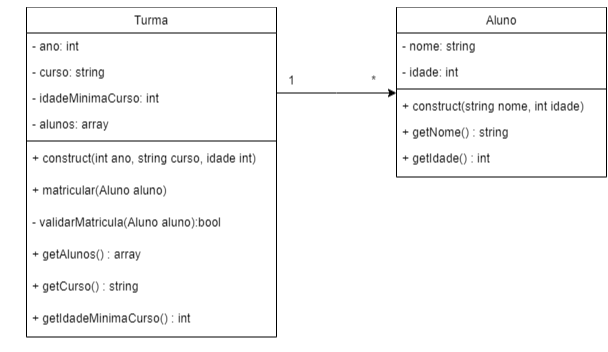 Turma
- ano: int
- curso: string
- idadeMinimaCurso: int
- alunos: array
+ construct(int ano, string curso, idade int)
+ matricular(Aluno aluno)
- validarMatricula(Aluno aluno):bool
+ getAlunos() : array
+ getCurso() : string
+ getIdadeMinimaCurso() : int
1
*
Aluno
- nome: string
- idade: int
+ construct(string nome, int idade)
+ getNome() : string
+ getIdade() : int